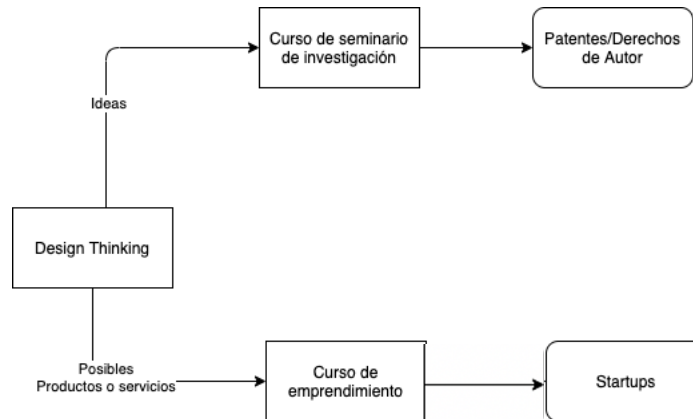 Curso de seminario
de investigación
Patentes/Derechos
de Autor
Ideas
Design Thinking
Posibles
Productos o servicios
Curso de
emprendimiento
Startups